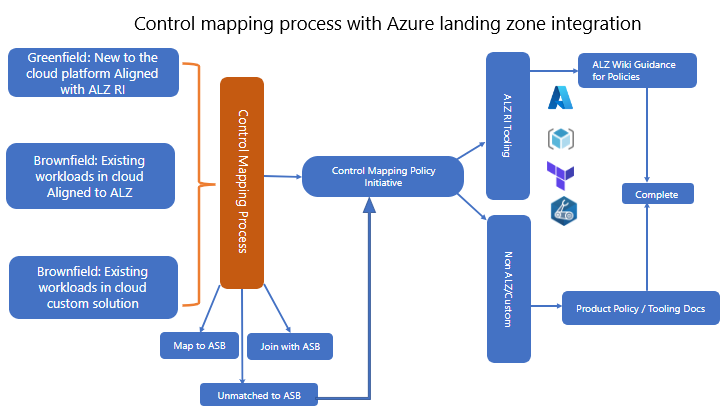 Control mapping process with Azure landing zone integration
Greenfield: New to the
cloud platform Aligned
with ALZ RI
Brownfield: Existing
workloads in cloud
Aligned to ALZ
Brownfield: Existing
workloads in cloud
custom solution
Control Mapping Process
Map to ASB
Join with ASB
Unmatched to ASB
Control Mapping Policy
Initiative
ALZ RI Tooling
Non ALZ/Custom
ALZ Wiki Guidance
for Policies
Complete
Product Policy / Tooling Docs